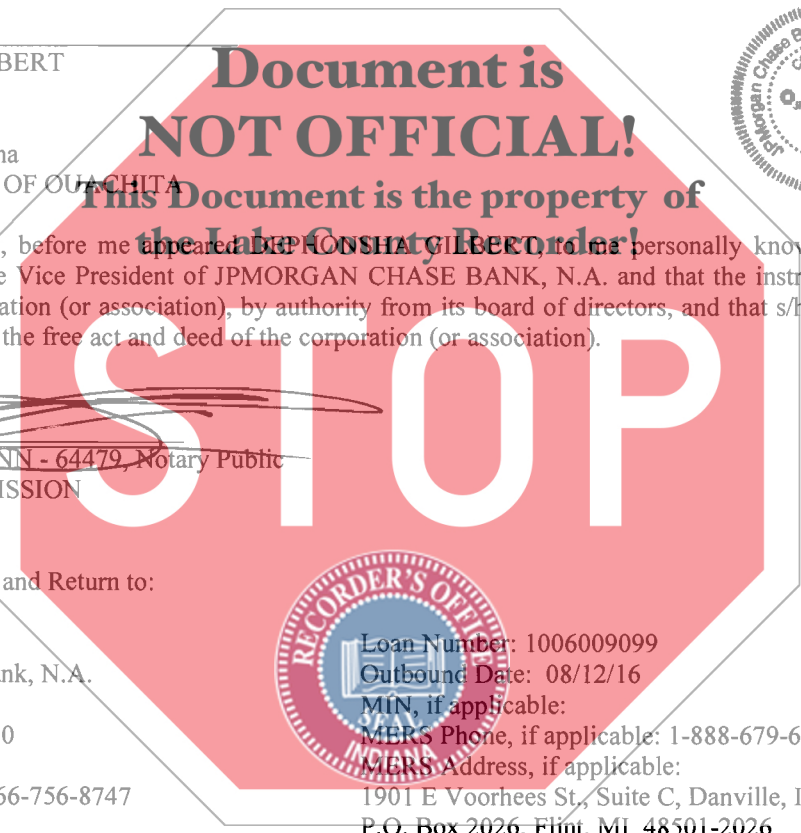 BERT
Document is
NOT OFFICIAL!
OF OUACHITA
This Document is the property of
the Lake County Recorder!
, before me appeared DEPHONSHA GILBERT, to me personally know
Vice President of JPMORGAN CHASE BANK, N.A. and that the instr
ation (or association), by authority from its board of directors, and that s/h
the free act and deed of the corporation (or association).
STOP
NN - 64479, Notary Public
ISSION
and Return to:
RECORDER'S OFFICE
SEAL
INDIANA
Loan Number: 1006009099
nk, N.A.
Outbound Date: 08/12/16
MIN, if applicable:
0
MERS Phone, if applicable: 1-888-679-6
MERS Address, if applicable:
66-756-8747
1901 E Voorhees St., Suite C, Danville, I
P.O. Box 2026, Flint, MI 48501-2026
JPMorgan Chase B